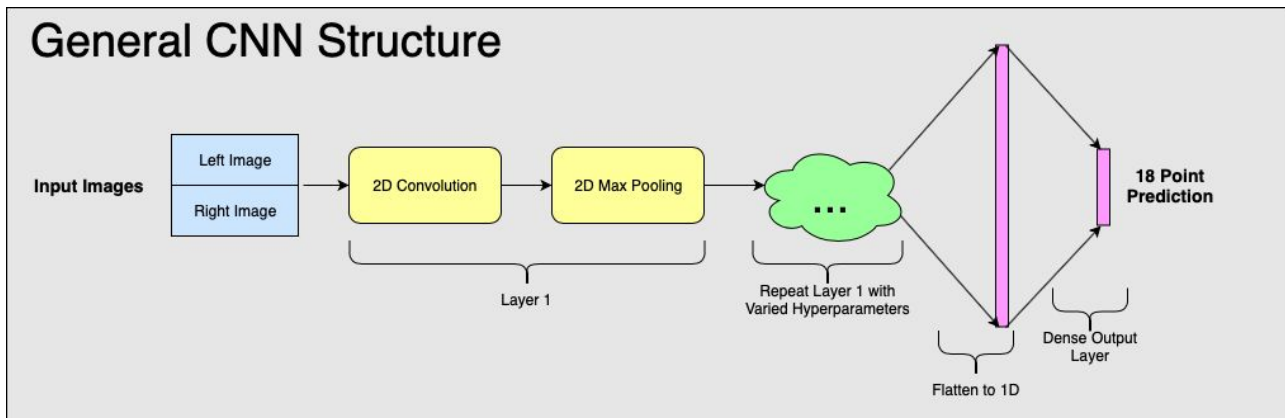 General CNN Structure
Input Images
Left Image
Right Image
2D Convolution
2D Max Pooling
Layer 1
...
Repeat Layer 1 with
Varied Hyperparameters
Flatten to 1D
Dense Output
Layer
18 Point
Prediction